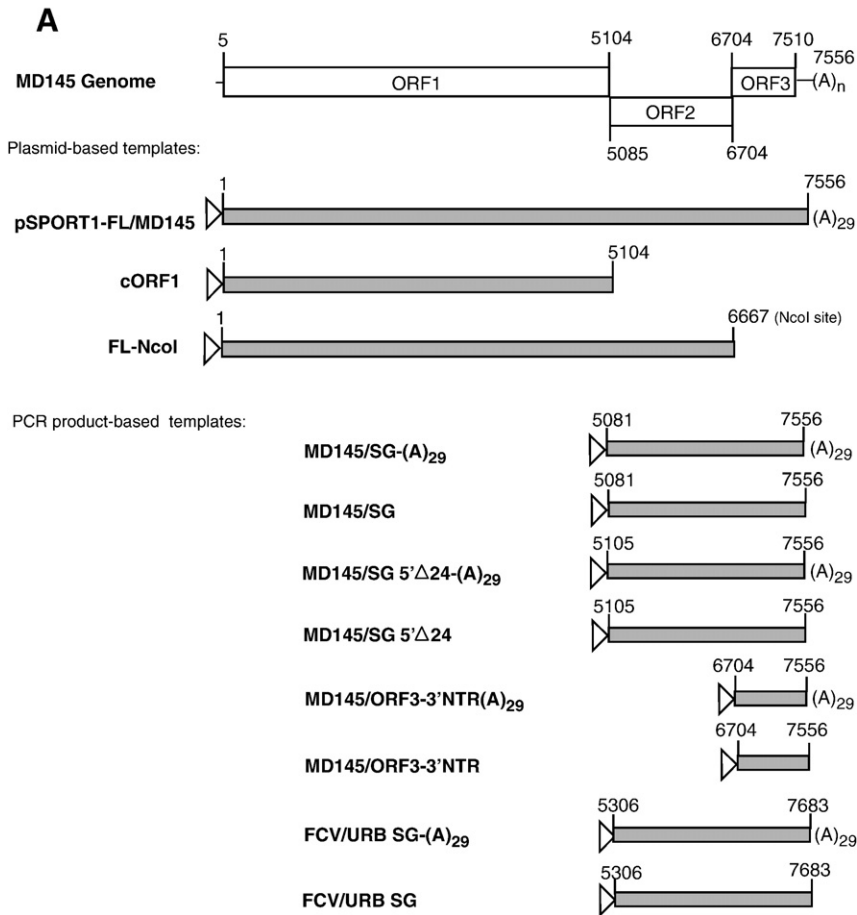 A
5 5104 6704 7510 7556
MD145 Genome ORF1 ORF3 (A)n
ORF2
Plasmid-based templates: 5085 6704
1 7556
pSPORT1-FL/MD145 (A)29
1 5104
cORF1
1 6667 (NcoI site)
FL-NcoI
PCR product-based templates:
5081 7556
MD145/SG-(A)29 (A)29
5081 7556
MD145/SG
5105 7556
MD145/SG 5'△24-(A)29 (A)29
5105 7556
MD145/SG 5'△24
6704 7556
MD145/ORF3-3'NTR(A)29 (A)29
6704 7556
MD145/ORF3-3'NTR
5306 7683
FCV/URB SG-(A)29 (A)29
5306 7683
FCV/URB SG